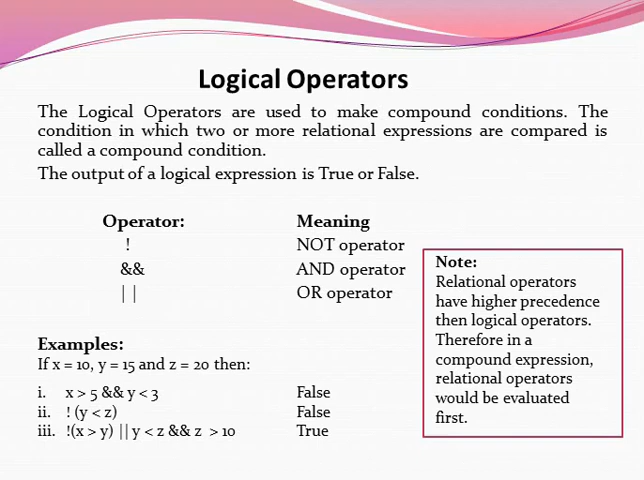 Logical Operators
The Logical Operators are used to make compound conditions. The
condition in which two or more relational expressions are compared is
called a compound condition.
The output of a logical expression is True or False.
Operator: Meaning
! NOT operator
&& AND operator
|| OR operator
Note:
Relational operators
have higher precedence
then logical operators.
Therefore in a
compound expression,
relational operators
would be evaluated
first.
Examples:
If x = 10, y = 15 and z = 20 then:
i. x > 5 && y < 3 False
ii. ! (y < z) False
iii. !(x > y) || y < z && z > 10 True